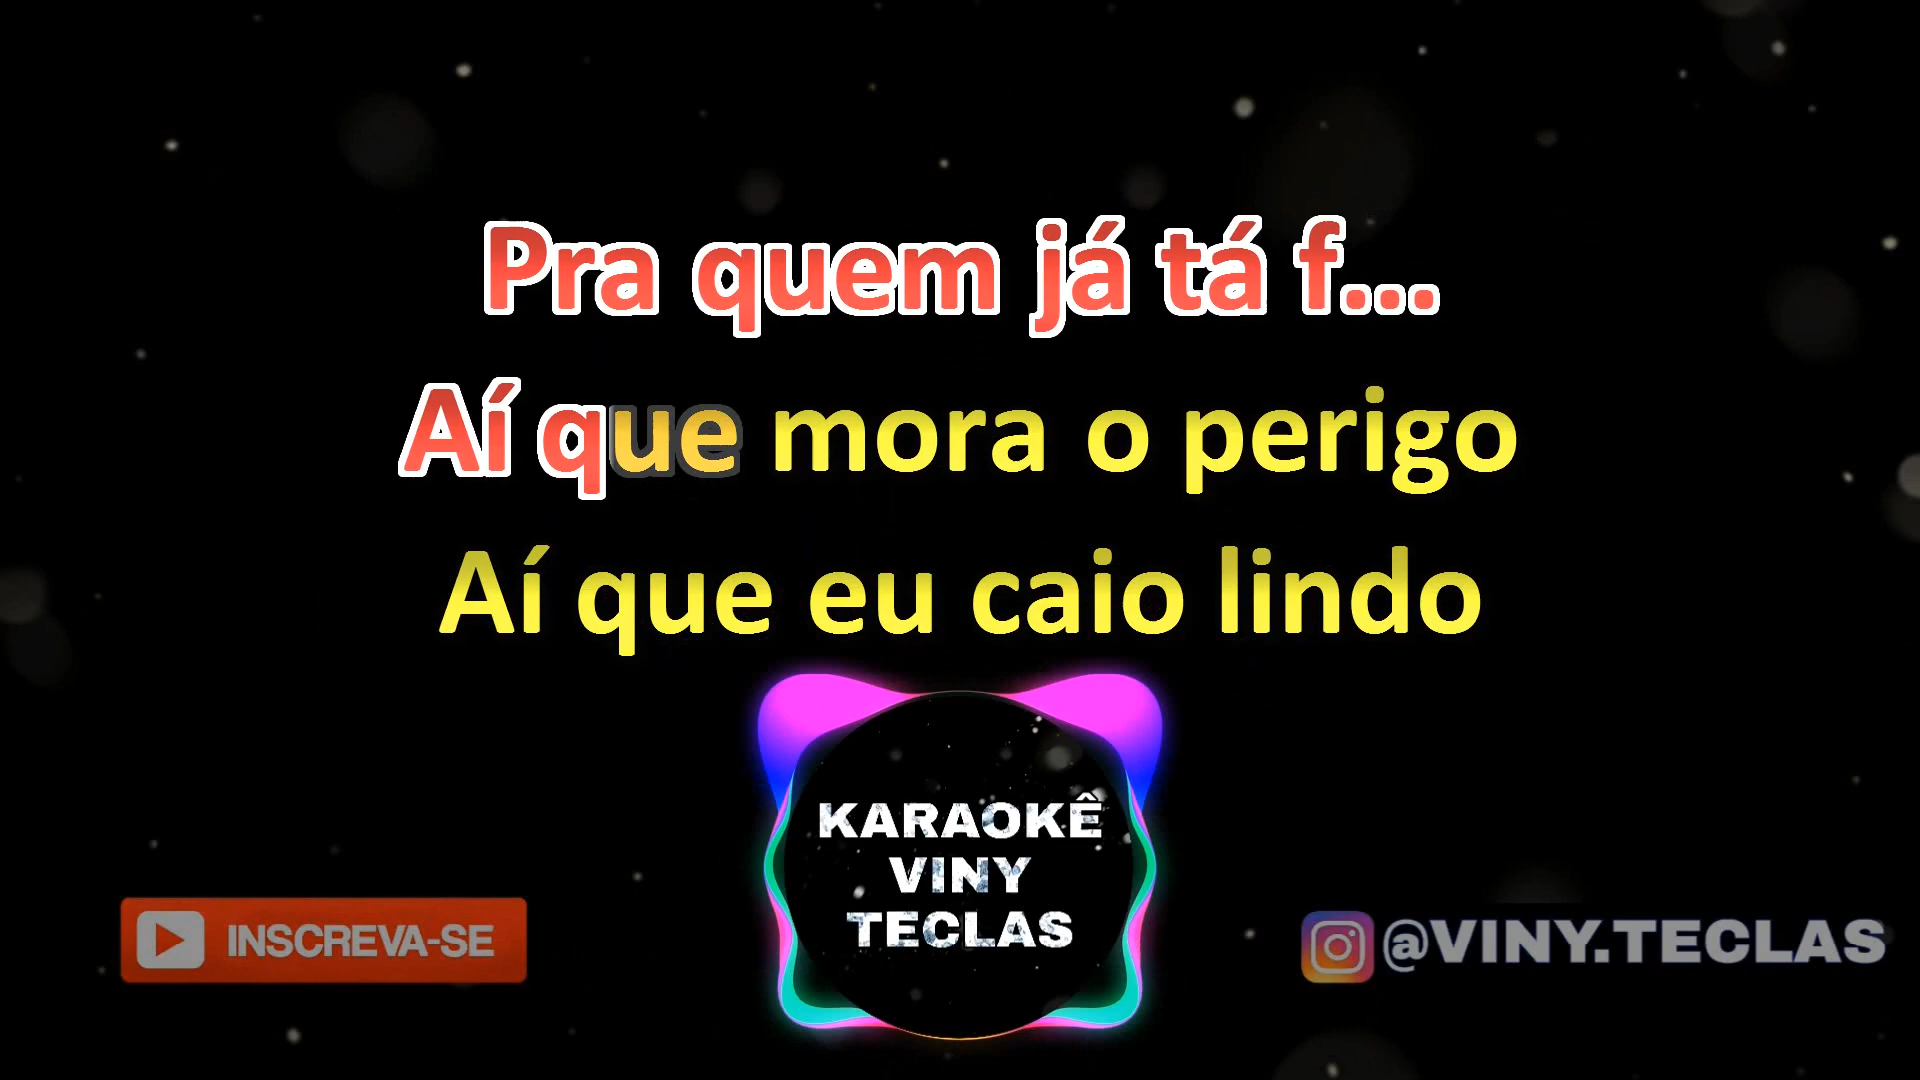 Pra quem já tá f...
Aí que mora o perigo
Aí que eu caio lindo
KARAOKÊ
VINY
TECLAS
INSCREVA-SE
@VINY.TECLAS